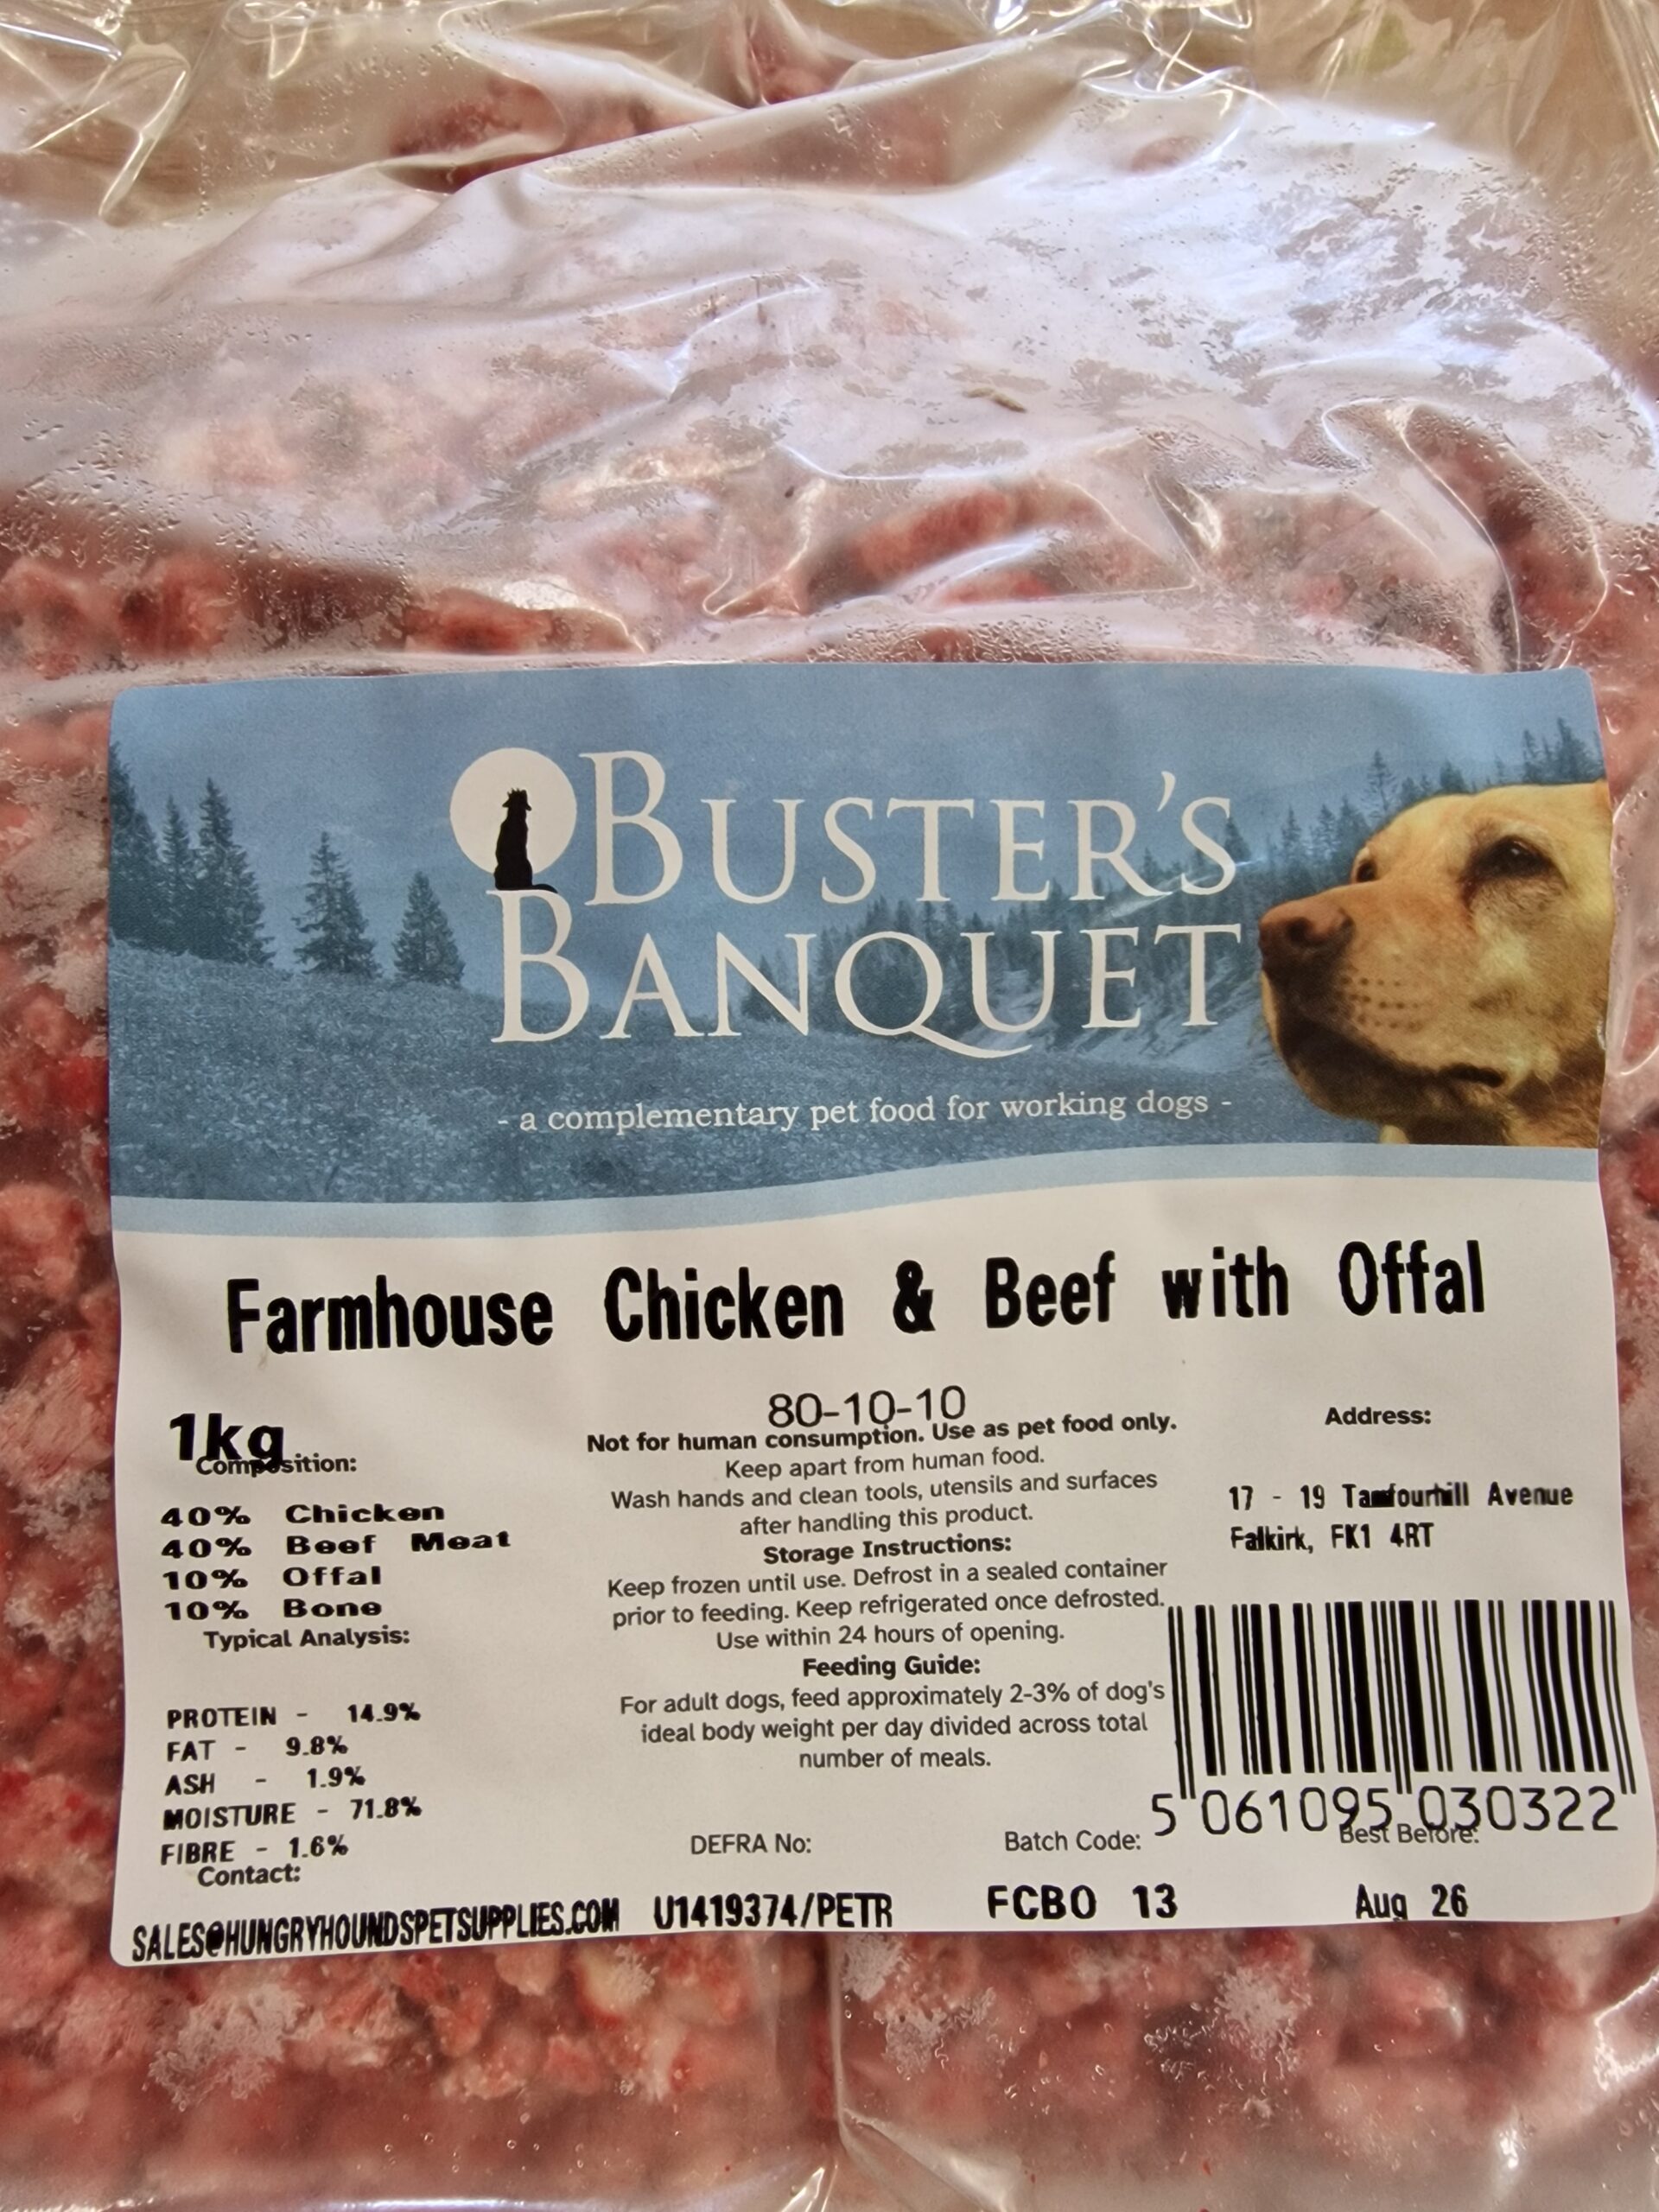 BUSTER'S
BANQUET
- a complementary pet food for working dogs -
Farmhouse Chicken & Beef with Offal
1kg
Composition:
40% Chicken
40% Beef Meat
10% Offal
10% Bone
Typical Analysis:
PROTEIN - 14.9%
FAT - 9.8%
ASH - 1.9%
MOISTURE - 71.8%
FIBRE - 1.6%
Contact:
SALES@HUNGRYHOUNDSPETSUPPLIES.COM
80-10-10
Not for human consumption. Use as pet food only.
Keep apart from human food.
Wash hands and clean tools, utensils and surfaces
after handling this product.
Storage Instructions:
Keep frozen until use. Defrost in a sealed container
prior to feeding. Keep refrigerated once defrosted.
Use within 24 hours of opening.
Feeding Guide:
For adult dogs, feed approximately 2-3% of dog's
ideal body weight per day divided across total
number of meals.
DEFRA No:
U1419374/PETR
Batch Code:
FCBO 13
Address:
17 - 19 Tamfourhill Avenue
Falkirk, FK1 4RT
5 061095 030322
Best Before:
Aug 26